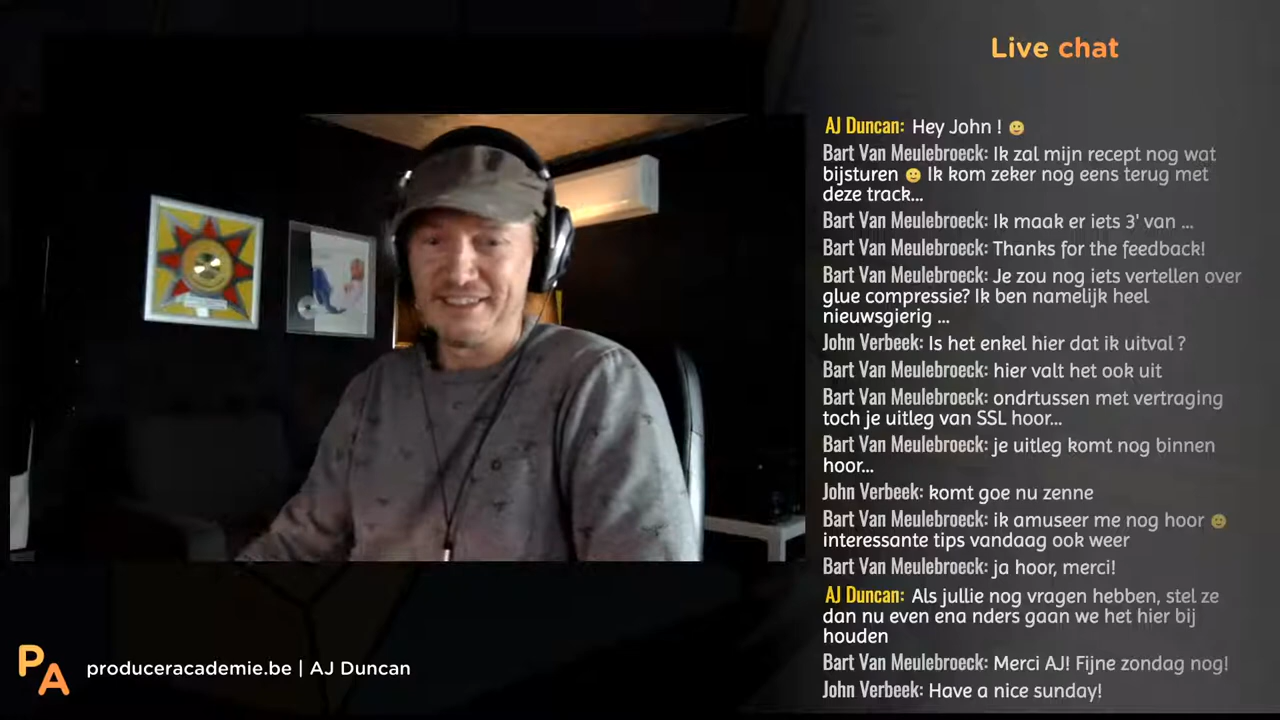 Live chat
AJ Duncan: Hey John ! 🙂
Bart Van Meulebroeck: Ik zal mijn recept nog wat
bijsturen 🙂 Ik kom zeker nog eens terug met
deze track...
Bart Van Meulebroeck: Ik maak er iets 3' van ...
Bart Van Meulebroeck: Thanks for the feedback!
Bart Van Meulebroeck: Je zou nog iets vertellen over
glue compressie? Ik ben namelijk heel
nieuwsgierig ...
John Verbeek: Is het enkel hier dat ik uitval ?
Bart Van Meulebroeck: hier valt het ook uit
Bart Van Meulebroeck: ondrtussen met vertraging
toch je uitleg van SSL hoor...
Bart Van Meulebroeck: je uitleg komt nog binnen
hoor...
John Verbeek: komt goe nu zenne
Bart Van Meulebroeck: ik amuseer me nog hoor 🙂
interessante tips vandaag ook weer
Bart Van Meulebroeck: ja hoor, merci!
AJ Duncan: Als jullie nog vragen hebben, stel ze
dan nu even ena nders gaan we het hier bij
houden
Bart Van Meulebroeck: Merci AJ! Fijne zondag nog!
John Verbeek: Have a nice sunday!
PA
produceracademie.be | AJ Duncan